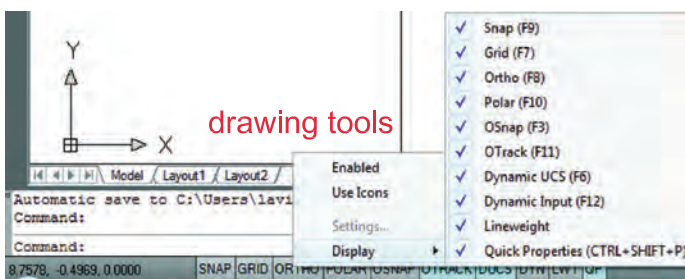 Y
X
drawing tools
Model / Layout1 / Layout2 /
Automatic save to C:\Users\lavi
Command:
Command:
8.7578, -0.4969, 0.0000 SNAP GRID ORTHO POLAR OSNAP OTRACK DUCS DYN LWT QP
Enabled
Use Icons
Settings...
Display
Snap (F9)
Grid (F7)
Ortho (F8)
Polar (F10)
OSnap (F3)
OTrack (F11)
Dynamic UCS (F6)
Dynamic Input (F12)
Lineweight
Quick Properties (CTRL+SHIFT+P)